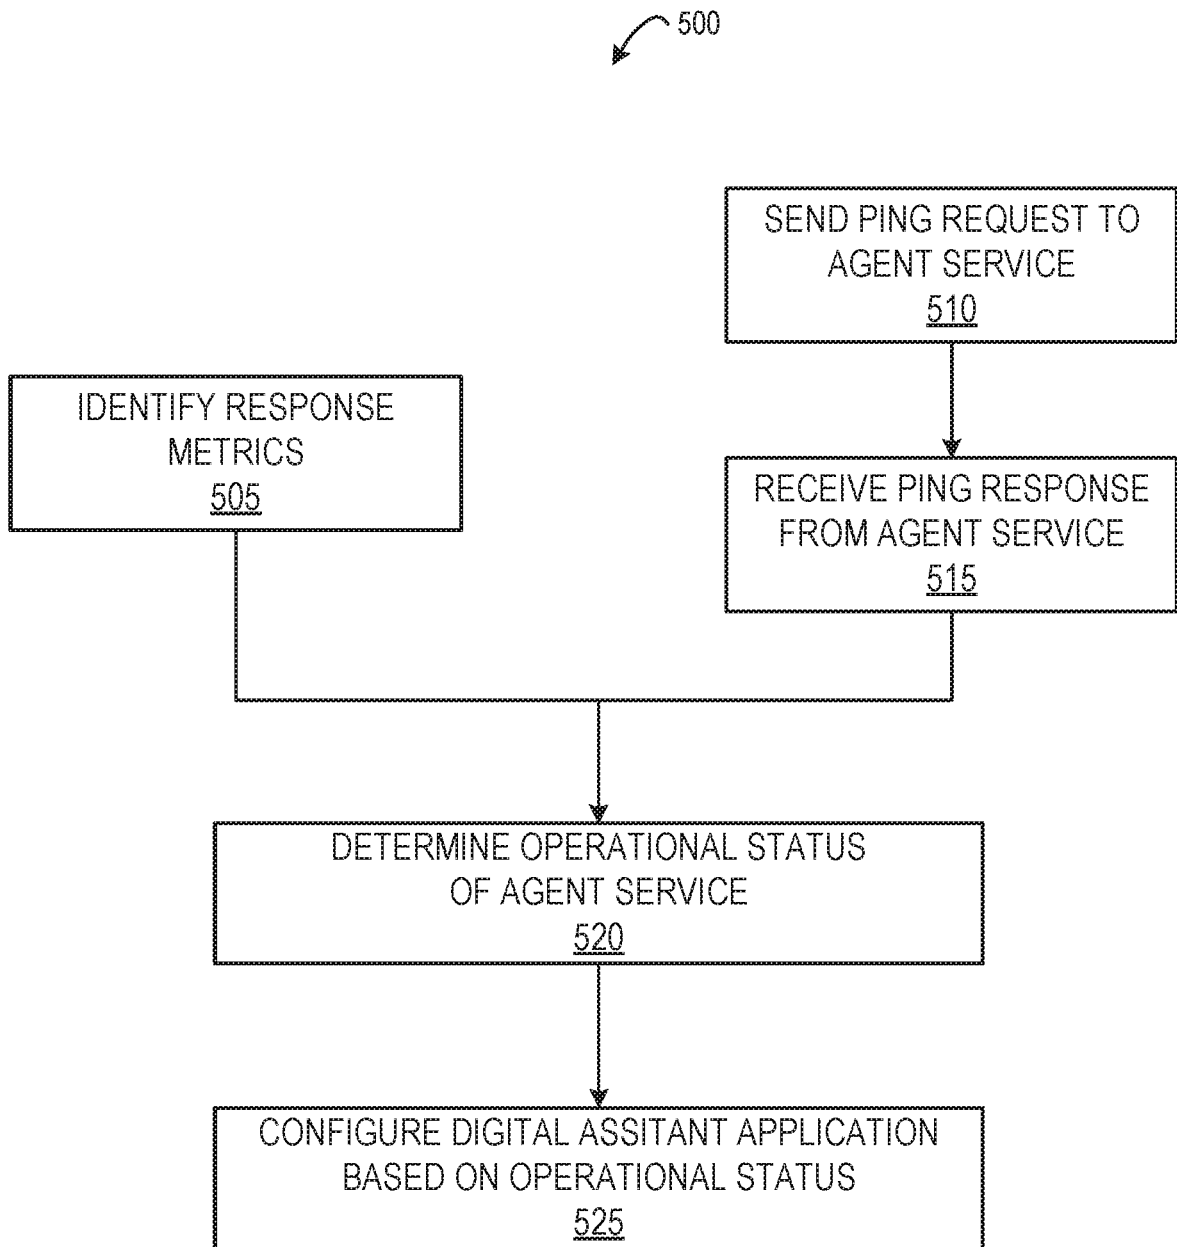 500
SEND PING REQUEST TO
AGENT SERVICE
510
IDENTIFY RESPONSE
METRICS
505
RECEIVE PING RESPONSE
FROM AGENT SERVICE
515
DETERMINE OPERATIONAL STATUS
OF AGENT SERVICE
520
CONFIGURE DIGITAL ASSITANT APPLICATION
BASED ON OPERATIONAL STATUS
525